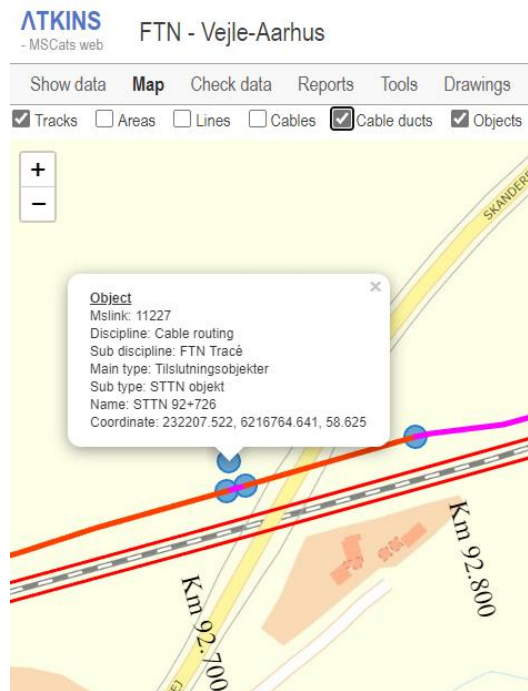 ATKINS
- MSCats web
FTN - Vejle-Aarhus
Show data Map Check data Reports Tools Drawings
Tracks Areas Lines Cables Cable ducts Objects
+
−
SKANDERB
×
Object
Mslink: 11227
Discipline: Cable routing
Sub discipline: FTN Tracé
Main type: Tilslutningsobjekter
Sub type: STTN objekt
Name: STTN 92+726
Coordinate: 232207.522, 6216764.641, 58.625
Km 92.800
Km 92.700